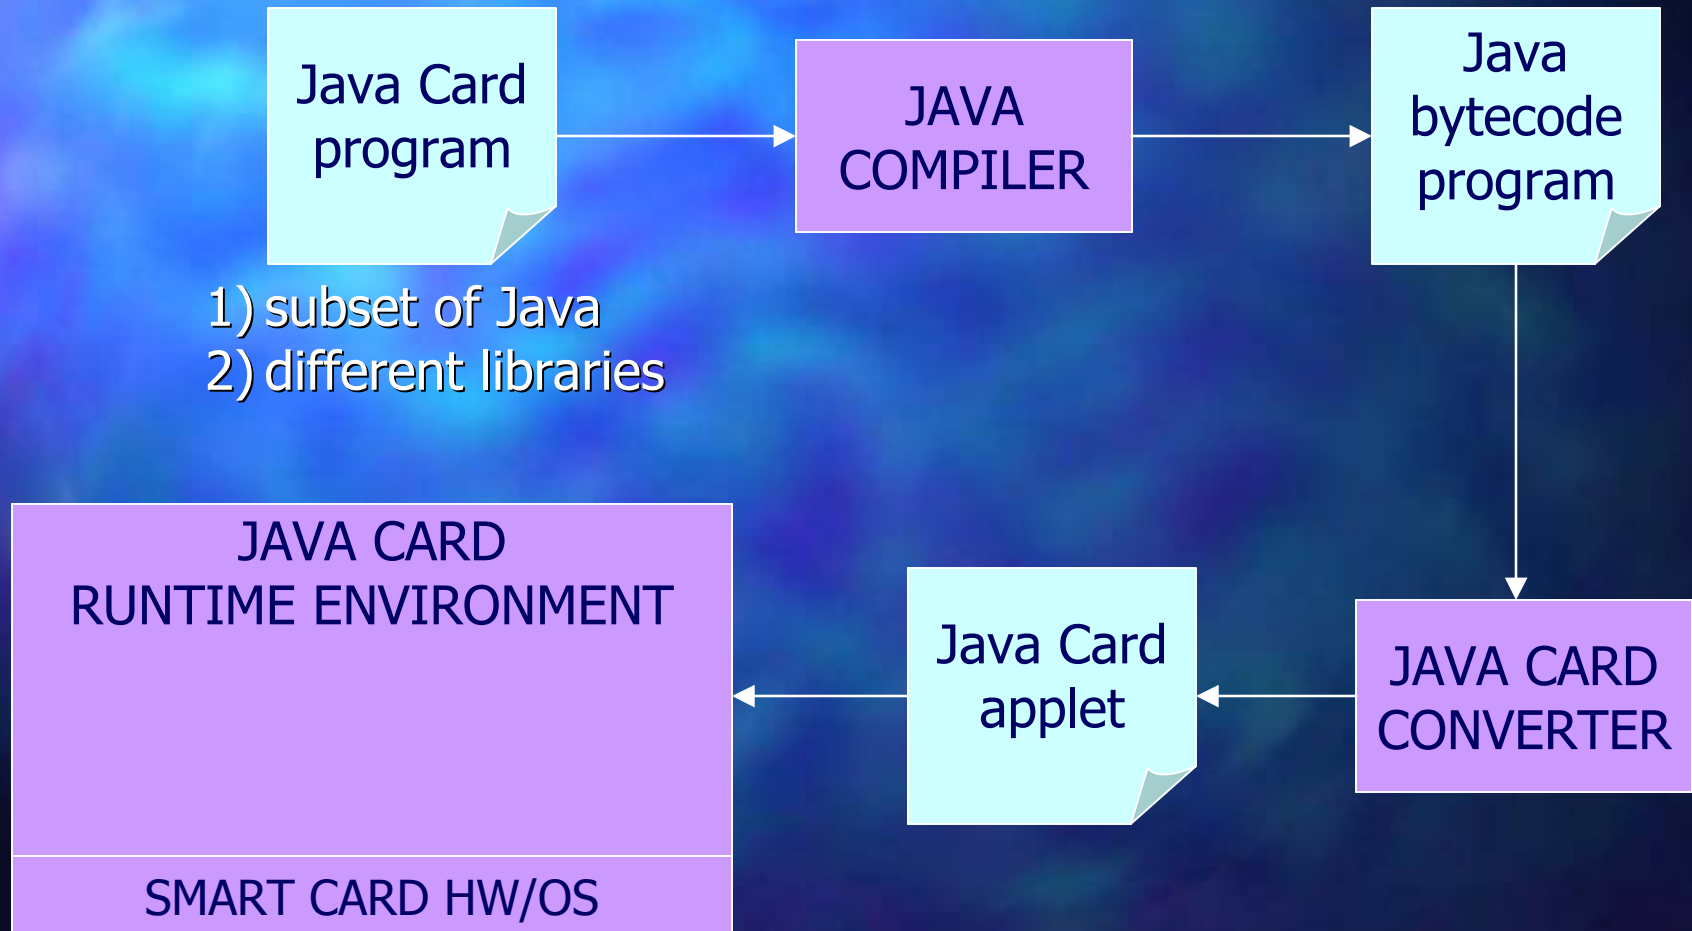 Java Card
program
JAVA
COMPILER
Java
bytecode
program
1) subset of Java
2) different libraries
JAVA CARD
RUNTIME ENVIRONMENT
Java Card
applet
JAVA CARD
CONVERTER
SMART CARD HW/OS